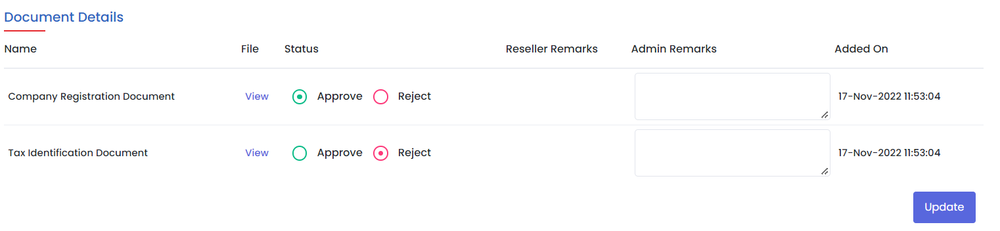 Document Details
Name File Status Reseller Remarks Admin Remarks Added On
Company Registration Document View Approve Reject 17-Nov-2022 11:53:04
Tax Identification Document View Approve Reject 17-Nov-2022 11:53:04
Update